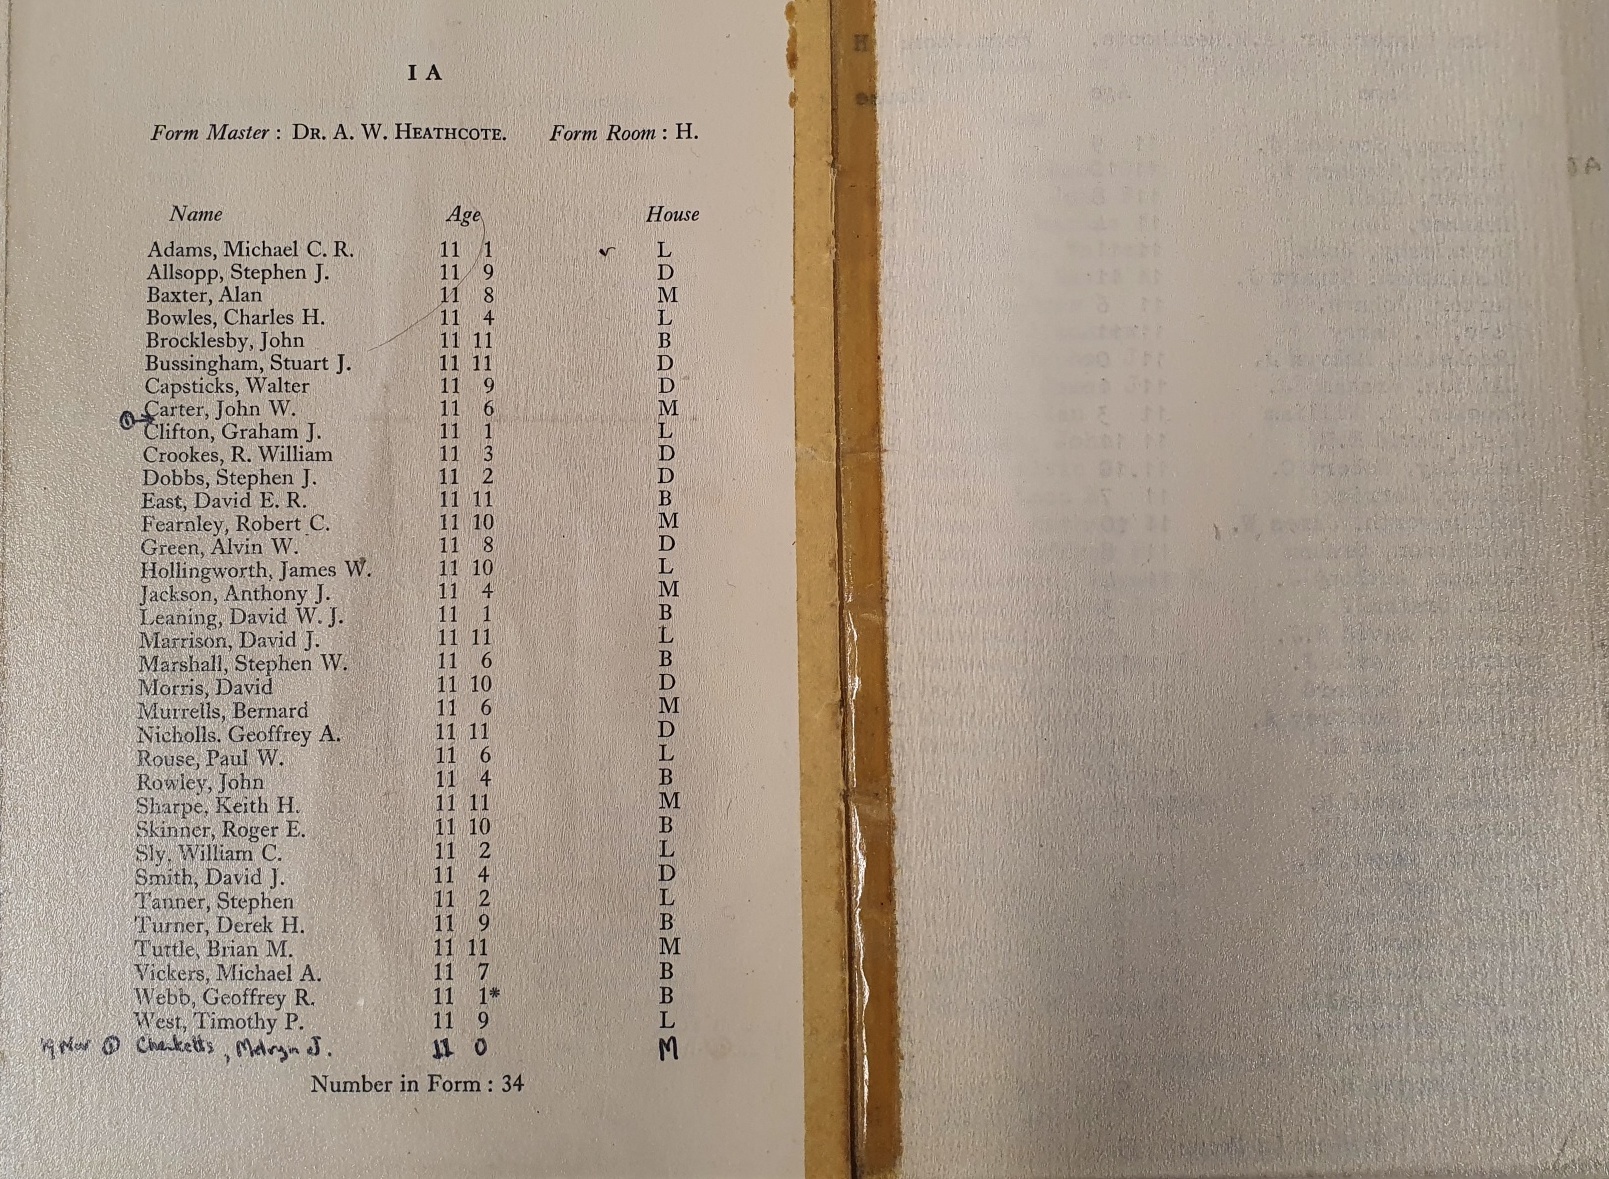 I A
Form Master : DR. A. W. HEATHCOTE. Form Room : H.
Name Age House
Adams, Michael C. R. 11 1 ✓ L
Allsopp, Stephen J. 11 9 D
Baxter, Alan 11 8 M
Bowles, Charles H. 11 4 L
Brocklesby, John 11 11 B
Bussingham, Stuart J. 11 11 D
Capsticks, Walter 11 9 D
Carter, John W. 11 6 M
Clifton, Graham J. 11 1 L
Crookes, R. William 11 3 D
Dobbs, Stephen J. 11 2 D
East, David E. R. 11 11 B
Fearnley, Robert C. 11 10 M
Green, Alvin W. 11 8 D
Hollingworth, James W. 11 10 L
Jackson, Anthony J. 11 4 M
Leaning, David W. J. 11 1 B
Marrison, David J. 11 11 L
Marshall, Stephen W. 11 6 B
Morris, David 11 10 D
Murrells, Bernard 11 6 M
Nicholls. Geoffrey A. 11 11 D
Rouse, Paul W. 11 6 L
Rowley, John 11 4 B
Sharpe, Keith H. 11 11 M
Skinner, Roger E. 11 10 B
Sly, William C. 11 2 L
Smith, David J. 11 4 D
Tanner, Stephen 11 2 L
Turner, Derek H. 11 9 B
Tuttle, Brian M. 11 11 M
Vickers, Michael A. 11 7 B
Webb, Geoffrey R. 11 1* B
West, Timothy P. 11 9 L
19 Nov ① Checketts, Melvyn J. 11 0 M
Number in Form : 34